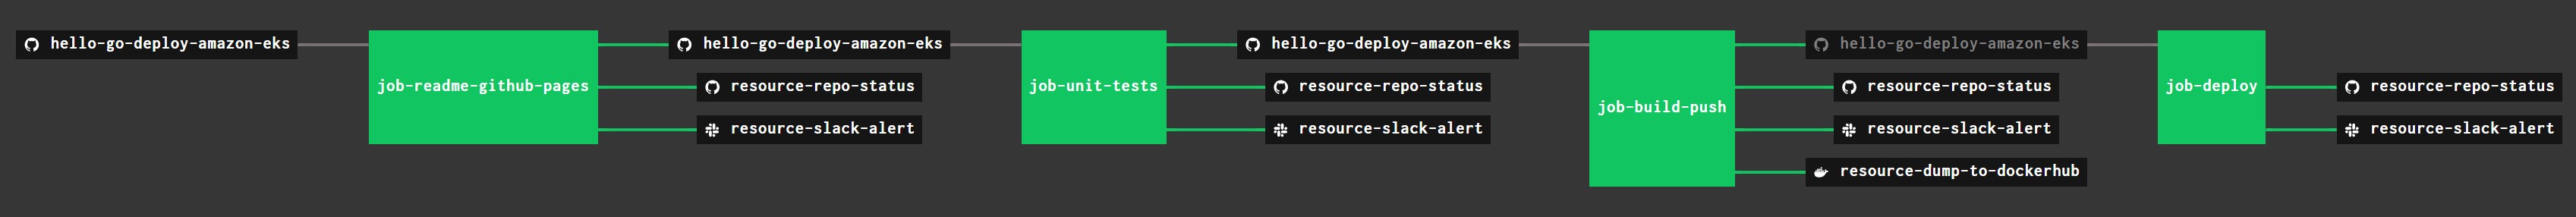 hello-go-deploy-amazon-eks
job-readme-github-pages
hello-go-deploy-amazon-eks
resource-repo-status
resource-slack-alert
job-unit-tests
hello-go-deploy-amazon-eks
resource-repo-status
resource-slack-alert
job-build-push
hello-go-deploy-amazon-eks
resource-repo-status
resource-slack-alert
resource-dump-to-dockerhub
job-deploy
resource-repo-status
resource-slack-alert